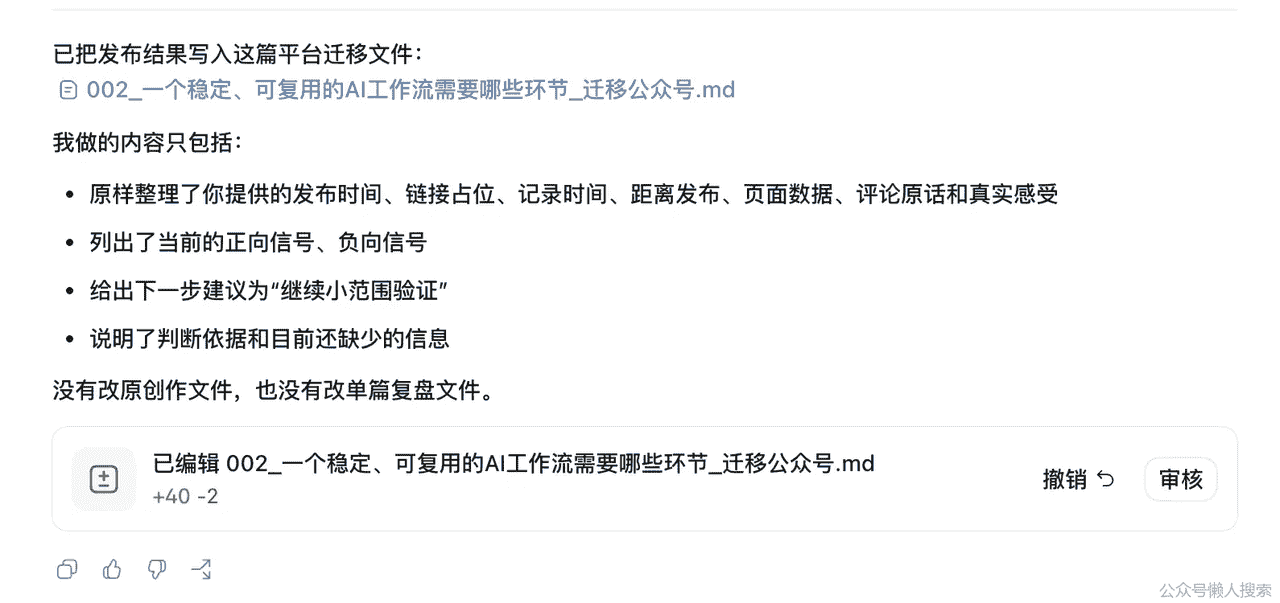 已把发布结果写入这篇平台迁移文件：
002_一个稳定、可复用的AI工作流需要哪些环节_迁移公众号.md
我做的内容只包括：
原样整理了你提供的发布时间、链接占位、记录时间、距离发布、页面数据、评论原话和真实感受
列出了当前的正向信号、负向信号
给出下一步建议为“继续小范围验证”
说明了判断依据和目前还缺少的信息
没有改原创作文件，也没有改单篇复盘文件。
已编辑 002_一个稳定、可复用的AI工作流需要哪些环节_迁移公众号.md
+40 -2
撤销
审核
公众号懒人搜索